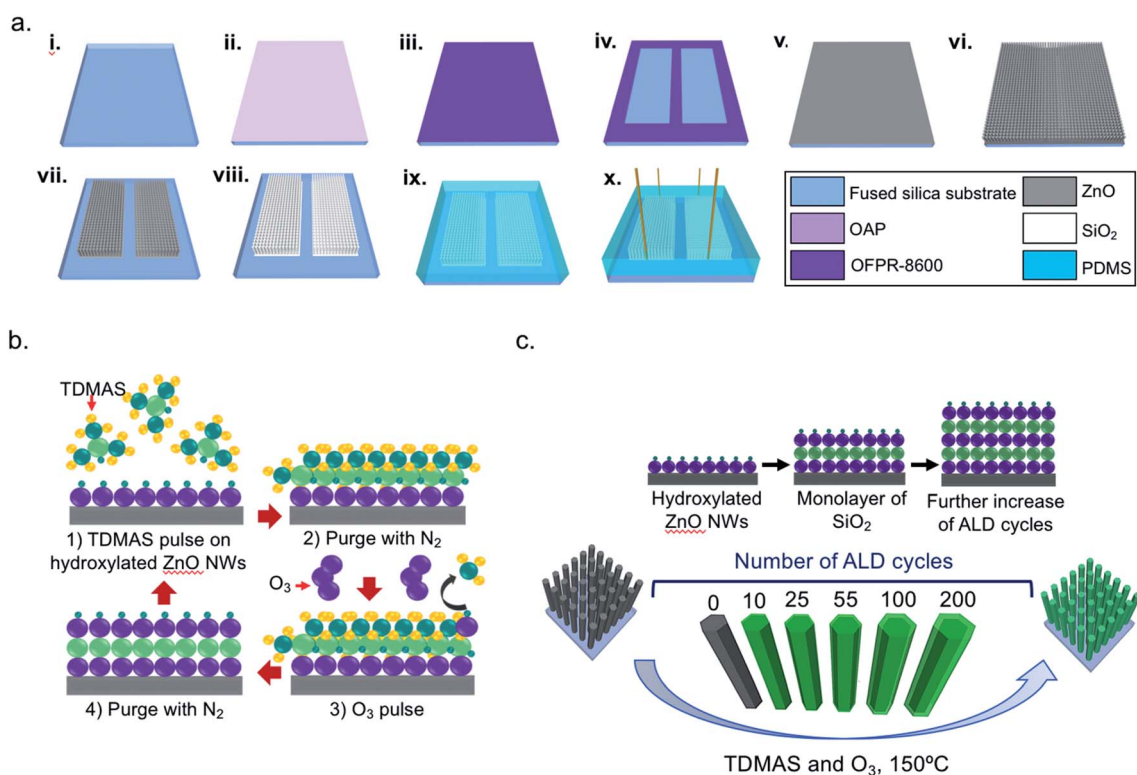 a.
i.
ii.
iii.
iv.
v.
vi.
vii.
viii.
ix.
x.
Fused silica substrate
OAP
OFPR-8600
ZnO
SiO₂
PDMS
b.
TDMAS
1) TDMAS pulse on
hydroxylated ZnO NWs
2) Purge with N₂
O₃
4) Purge with N₂
3) O₃ pulse
c.
Hydroxylated
ZnO NWs
Monolayer of
SiO₂
Further increase
of ALD cycles
Number of ALD cycles
0 10 25 55 100 200
TDMAS and O₃, 150ºC